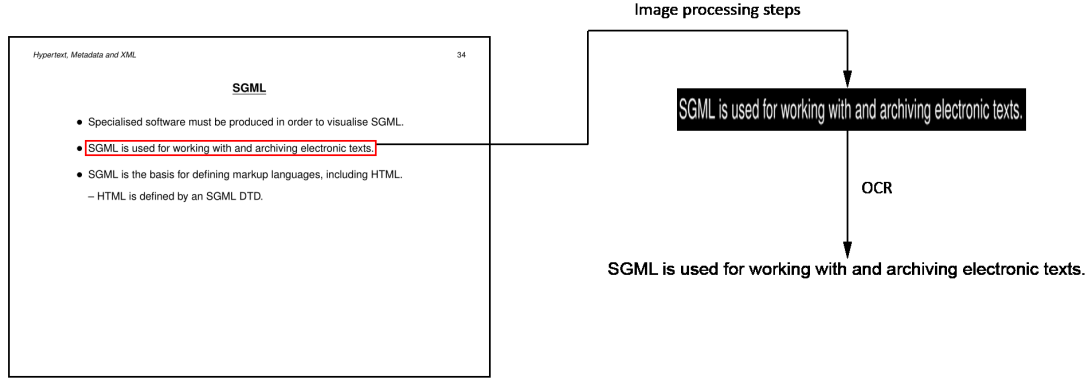 Image processing steps
Hypertext, Metadata and XML 34
SGML
● Specialised software must be produced in order to visualise SGML.
● SGML is used for working with and archiving electronic texts.
● SGML is the basis for defining markup languages, including HTML.
– HTML is defined by an SGML DTD.
SGML is used for working with and archiving electronic texts.
OCR
SGML is used for working with and archiving electronic texts.